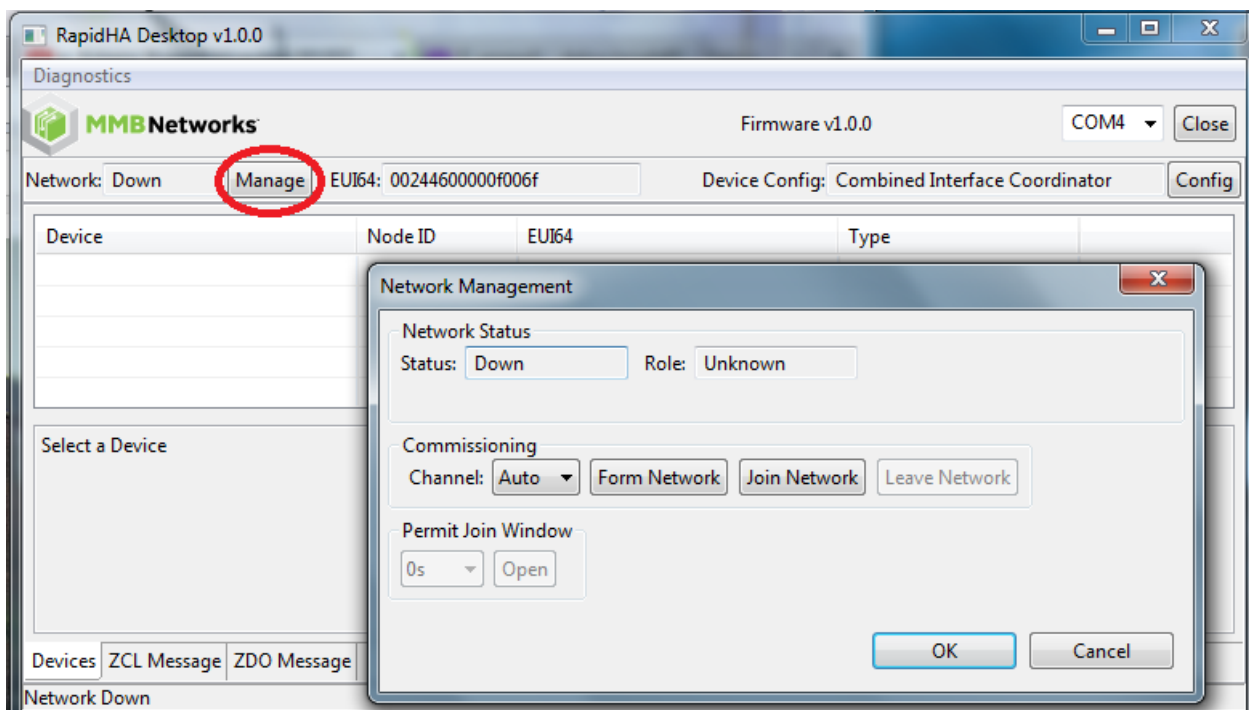 RapidHA Desktop v1.0.0
Diagnostics
MMBNetworks Firmware v1.0.0 COM4 Close
Network: Down Manage EUI64: 00244600000f006f Device Config: Combined Interface Coordinator Config
Device Node ID EUI64 Type
Network Management
Network Status
Status: Down Role: Unknown
Select a Device
Commissioning
Channel: Auto Form Network Join Network Leave Network
Permit Join Window
0s Open
OK Cancel
Devices ZCL Message ZDO Message
Network Down